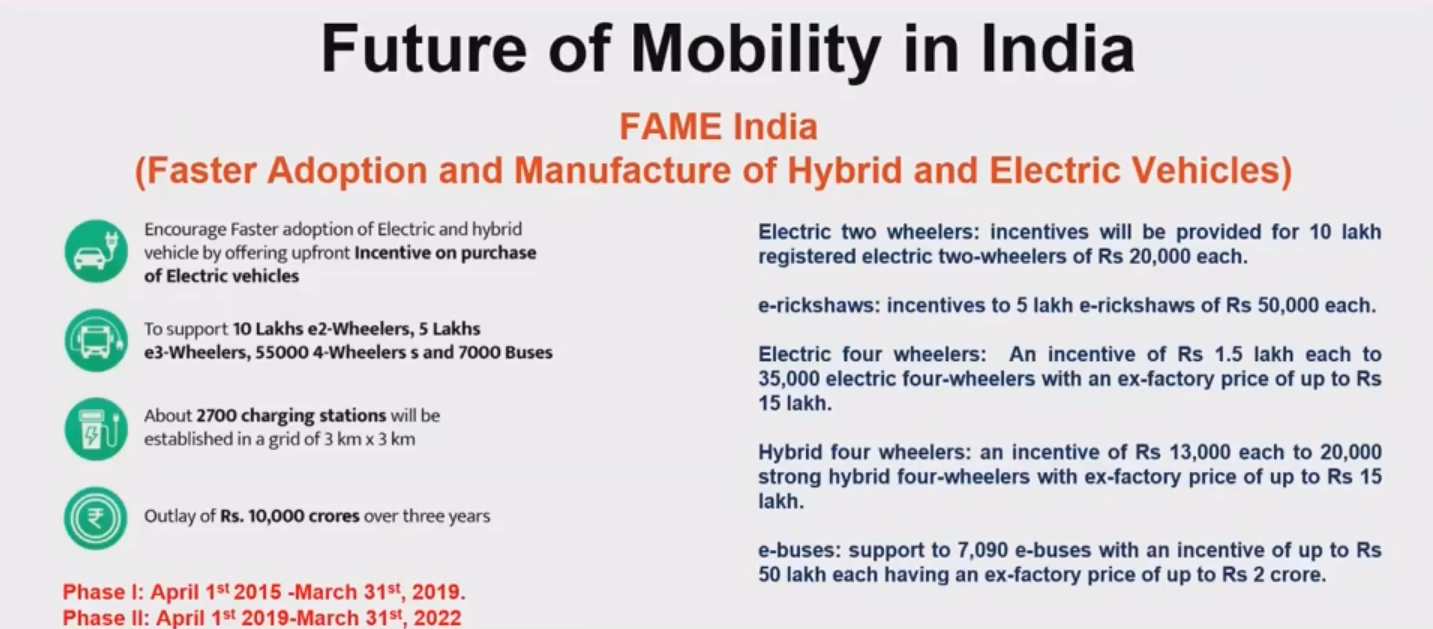 Future of Mobility in India
FAME India
(Faster Adoption and Manufacture of Hybrid and Electric Vehicles)
Encourage Faster adoption of Electric and hybrid
vehicle by offering upfront Incentive on purchase
of Electric vehicles
To support 10 Lakhs e2-Wheelers, 5 Lakhs
e3-Wheelers, 55000 4-Wheelers s and 7000 Buses
About 2700 charging stations will be
established in a grid of 3 km x 3 km
₹
Outlay of Rs. 10,000 crores over three years
Phase I: April 1st 2015 -March 31st, 2019.
Phase II: April 1st 2019-March 31st, 2022
Electric two wheelers: incentives will be provided for 10 lakh
registered electric two-wheelers of Rs 20,000 each.
e-rickshaws: incentives to 5 lakh e-rickshaws of Rs 50,000 each.
Electric four wheelers: An incentive of Rs 1.5 lakh each to
35,000 electric four-wheelers with an ex-factory price of up to Rs
15 lakh.
Hybrid four wheelers: an incentive of Rs 13,000 each to 20,000
strong hybrid four-wheelers with ex-factory price of up to Rs 15
lakh.
e-buses: support to 7,090 e-buses with an incentive of up to Rs
50 lakh each having an ex-factory price of up to Rs 2 crore.